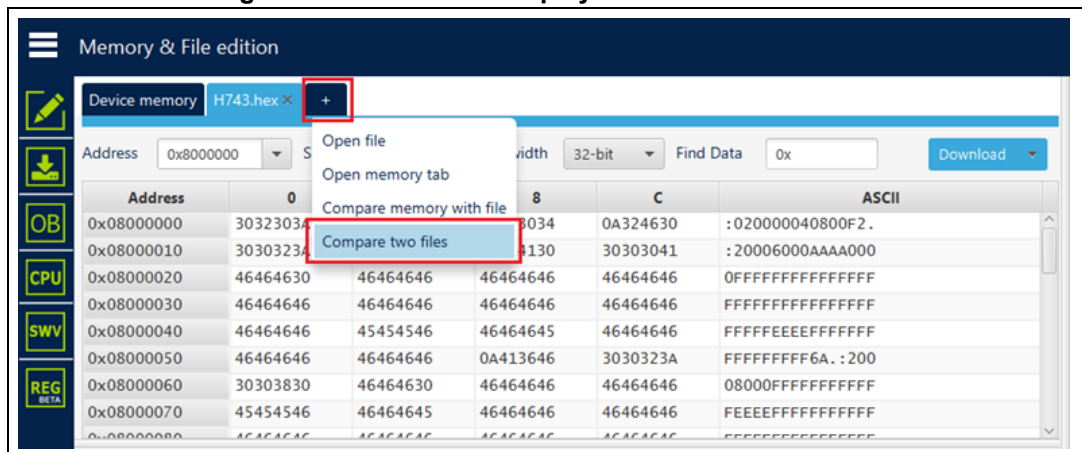 Memory & File edition
Device memory H743.hex × +
Address 0x8000000 Open file 32-bit Find Data 0x Download
Open memory tab
Address 0 8 C ASCII
Compare memory with file
0x08000000 3032303A 0A324630 :020000040800F2.
Compare two files
0x08000010 3030323A 30303041 :20006000AAAA000
OB
0x08000020 46464630 46464646 46464646 46464646 0FFFFFFFFFFFFFFF
CPU
0x08000030 46464646 46464646 46464646 46464646 FFFFFFFFFFFFFFFF
SWV
0x08000040 46464646 45454546 46464645 46464646 FFFFFEEEEFFFFFFF
0x08000050 46464646 46464646 0A413646 3030323A FFFFFFFFF6A.:200
REG
BETA
0x08000060 30303830 46464630 46464646 46464646 08000FFFFFFFFFFF
0x08000070 45454546 46464645 46464646 46464646 FEEEEFFFFFFFFFFF